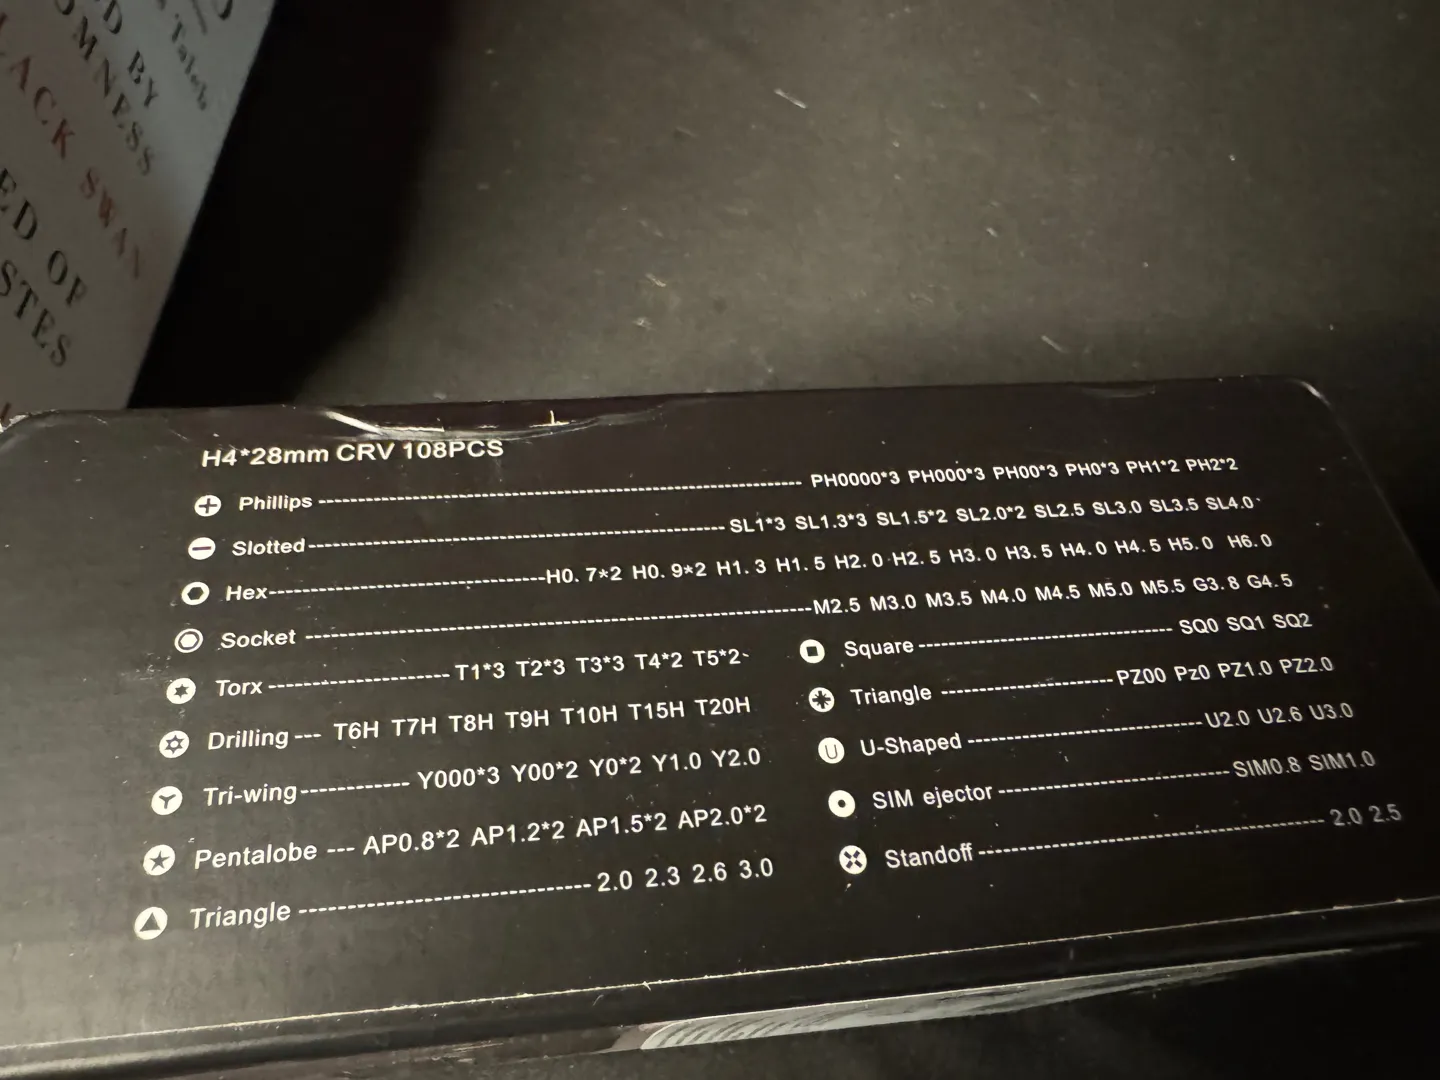 Taleb
D BY
OMNESS
LACK SWAN
ED OF
STES
H4*28mm CRV 108PCS
Phillips ---------- PH0000*3 PH000*3 PH00*3 PH0*3 PH1*2 PH2*2
Slotted ---------- SL1*3 SL1.3*3 SL1.5*2 SL2.0*2 SL2.5 SL3.0 SL3.5 SL4.0
Hex ---------- H0.7*2 H0.9*2 H1.3 H1.5 H2.0 H2.5 H3.0 H3.5 H4.0 H4.5 H5.0 H6.0
Socket ---------- M2.5 M3.0 M3.5 M4.0 M4.5 M5.0 M5.5 G3.8 G4.5
Torx ---------- T1*3 T2*3 T3*3 T4*2 T5*2
Drilling --- T6H T7H T8H T9H T10H T15H T20H
Tri-wing ---------- Y000*3 Y00*2 Y0*2 Y1.0 Y2.0
Pentalobe --- AP0.8*2 AP1.2*2 AP1.5*2 AP2.0*2
Triangle ---------- 2.0 2.3 2.6 3.0
Square ---------- SQ0 SQ1 SQ2
Triangle ---------- PZ00 Pz0 PZ1.0 PZ2.0
U-Shaped ---------- U2.0 U2.6 U3.0
SIM ejector ---------- SIM0.8 SIM1.0
Standoff ---------- 2.0 2.5